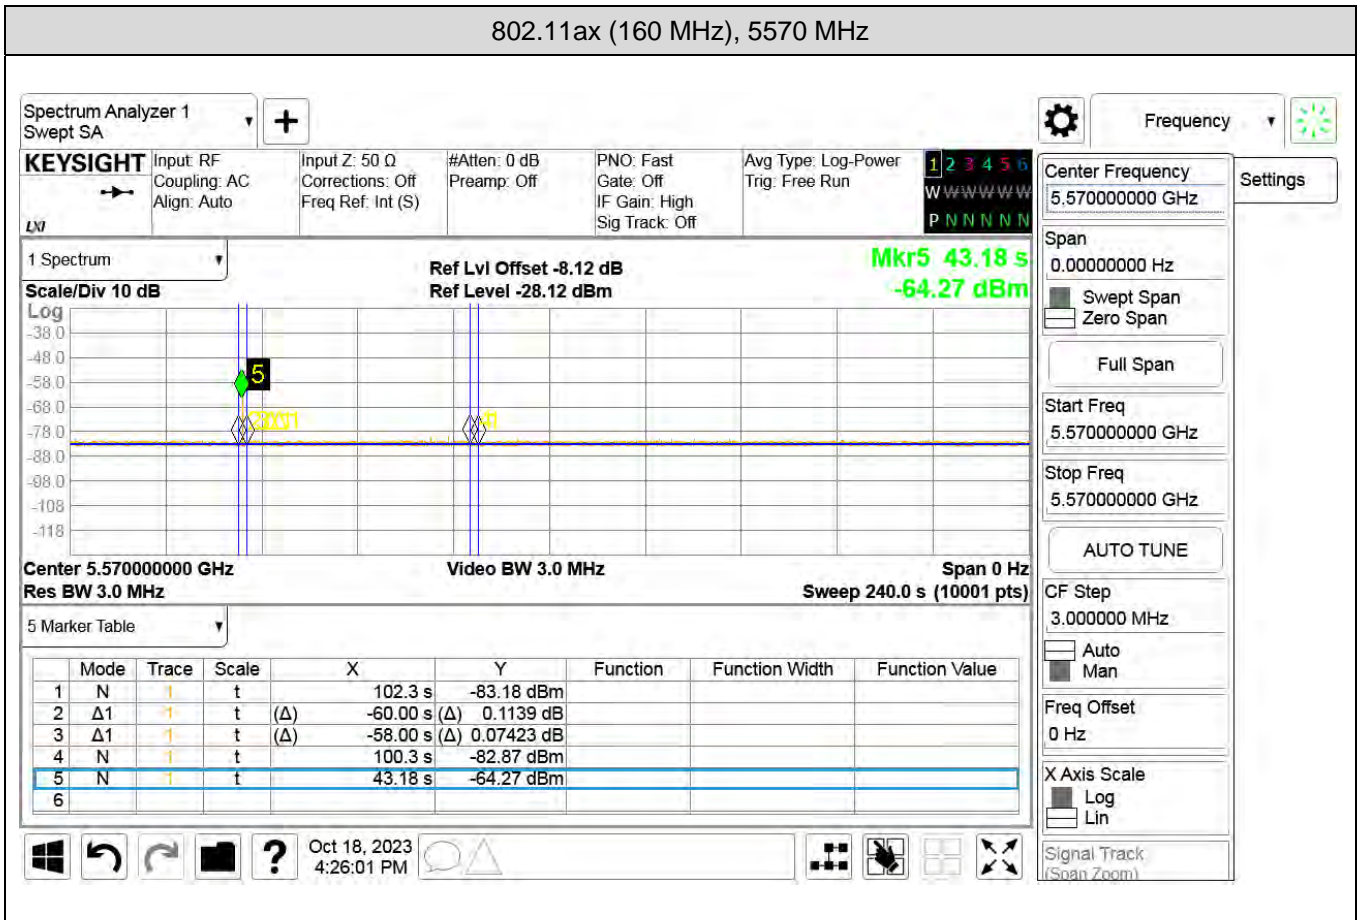 802.11ax (160 MHz), 5570 MHz
Spectrum Analyzer 1
Swept SA
+
Frequency
KEYSIGHT
LXI
Input: RF
Coupling: AC
Align: Auto
Input Z: 50 Ω
Corrections: Off
Freq Ref: Int (S)
#Atten: 0 dB
Preamp: Off
PNO: Fast
Gate: Off
IF Gain: High
Sig Track: Off
Avg Type: Log-Power
Trig: Free Run
1 2 3 4 5 6
W W W W W W
P N N N N N
Center Frequency
5.570000000 GHz
Settings
1 Spectrum
Scale/Div 10 dB
Ref Lvl Offset -8.12 dB
Ref Level -28.12 dBm
Mkr5 43.18 s
-64.27 dBm
Span
0.00000000 Hz
Swept Span
Zero Span
Full Span
Start Freq
5.570000000 GHz
Stop Freq
5.570000000 GHz
AUTO TUNE
CF Step
3.000000 MHz
Auto
Man
Freq Offset
0 Hz
X Axis Scale
Log
Lin
Signal Track
(Span Zoom)
Log
-38.0
-48.0
-58.0
-68.0
-78.0
-88.0
-98.0
-108
-118
5
Center 5.570000000 GHz
Video BW 3.0 MHz
Span 0 Hz
Res BW 3.0 MHz
Sweep 240.0 s (10001 pts)
5 Marker Table
Mode Trace Scale X Y Function Function Width Function Value
1 N 1 t 102.3 s -83.18 dBm
2 Δ1 1 t (Δ) -60.00 s (Δ) 0.1139 dB
3 Δ1 1 t (Δ) -58.00 s (Δ) 0.07423 dB
4 N 1 t 100.3 s -82.87 dBm
5 N 1 t 43.18 s -64.27 dBm
6
?
Oct 18, 2023
4:26:01 PM